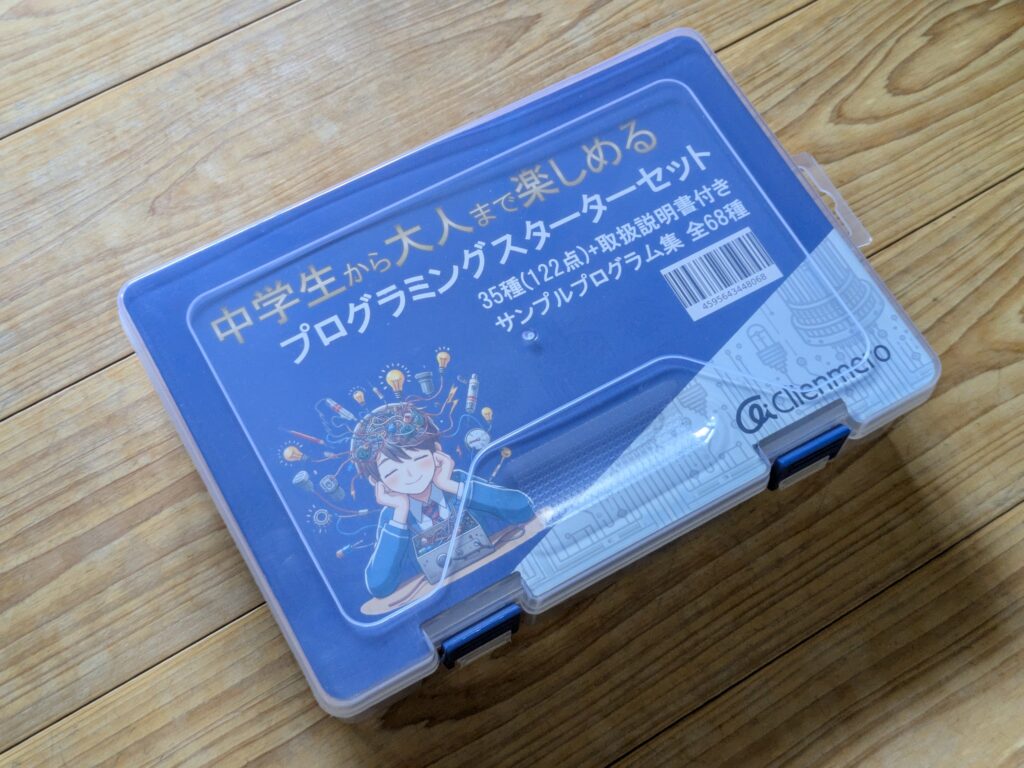 中学生から大人まで楽しめる
プログラミングスターターセット
35種(122点)+取扱説明書付き
サンプルプログラム集 全68種
4595643448068
Clienmero